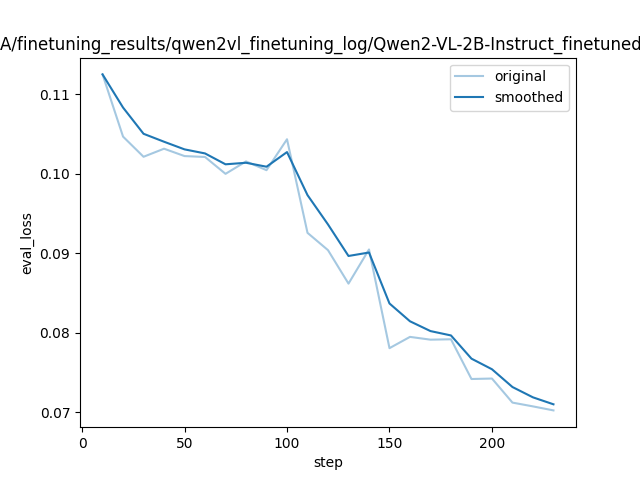 A/finetuning_results/qwen2vl_finetuning_log/Qwen2-VL-2B-Instruct_finetuned
original
smoothed
0.11
0.10
0.09
0.08
0.07
eval_loss
0
50
100
150
200
step